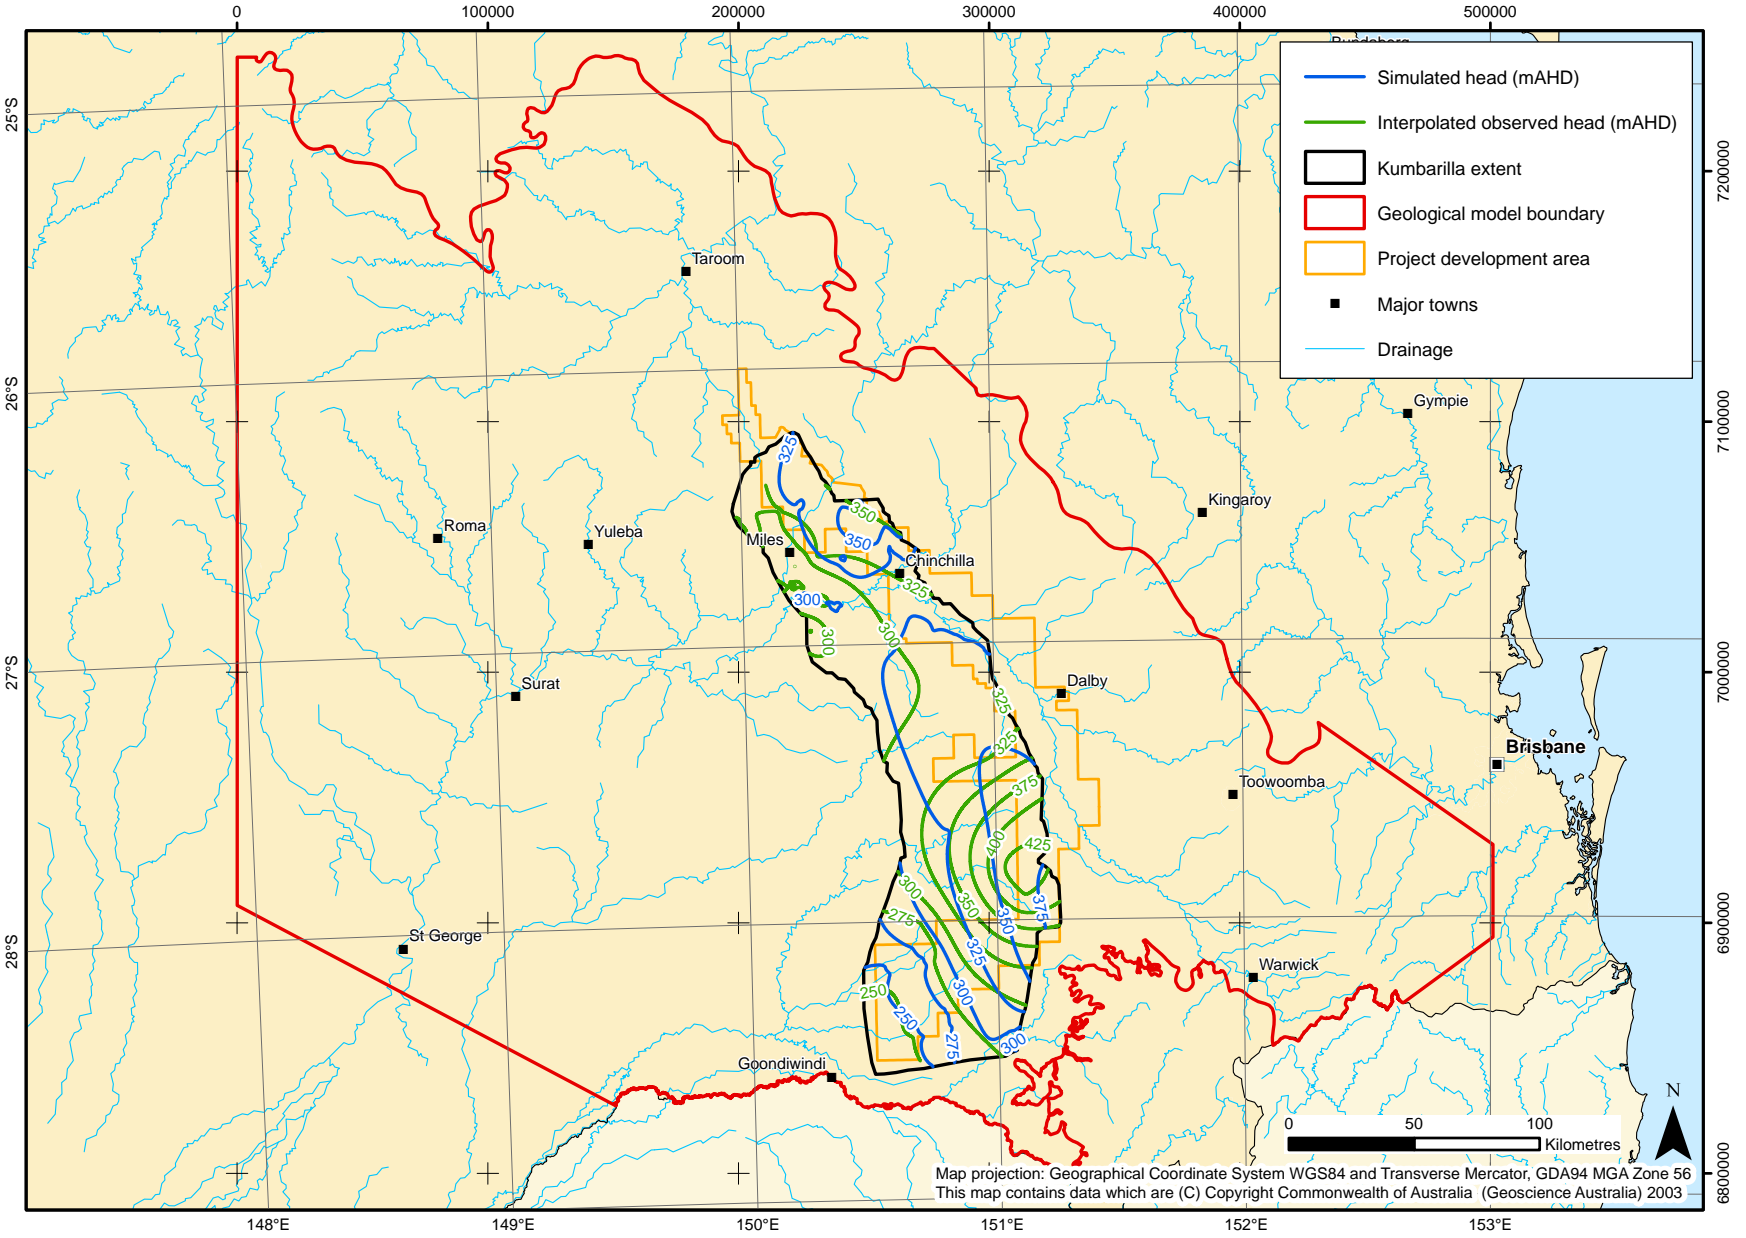 0 100000 200000 300000 400000 500000
Simulated head (mAHD)
Interpolated observed head (mAHD)
Kumbarilla extent
Geological model boundary
Project development area
Major towns
Drainage
25°S
26°S
27°S
28°S
7200000
7100000
7000000
6900000
6800000
Taroom
Gympie
Kingaroy
Roma
Yuleba
Miles
Chinchilla
Surat
Dalby
Brisbane
Toowoomba
St George
Warwick
Goondiwindi
325
350
350
325
300
300
300
325
325
375
400
425
300
275
350
350
375
325
300
250
250
275
300
N
0 50 100
Kilometres
Map projection: Geographical Coordinate System WGS84 and Transverse Mercator, GDA94 MGA Zone 56
This map contains data which are (C) Copyright Commonwealth of Australia (Geoscience Australia) 2003
148°E 149°E 150°E 151°E 152°E 153°E